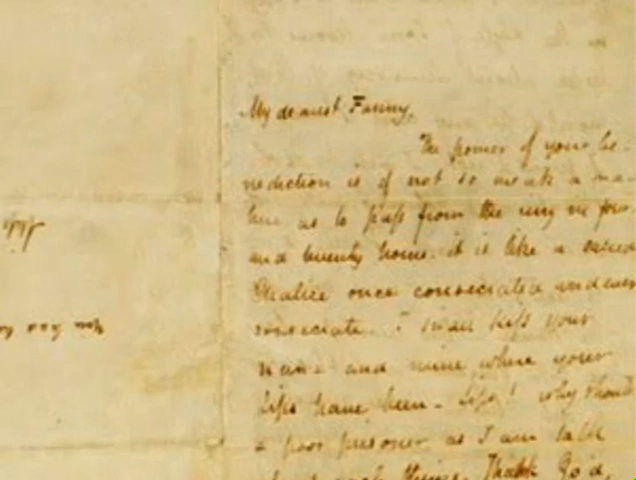 My dearest Fanny,
The power of your be-
nediction is of not so weak a na-
ture as to pass from the ring in four
and twenty hours. it is like a sacred
Chalice once consecrated and ever
consecrate. I shall kiss your
name and mine where your
Lips have been - Lips! why should
a poor prisoner as I am talk
about such things. Thank God,